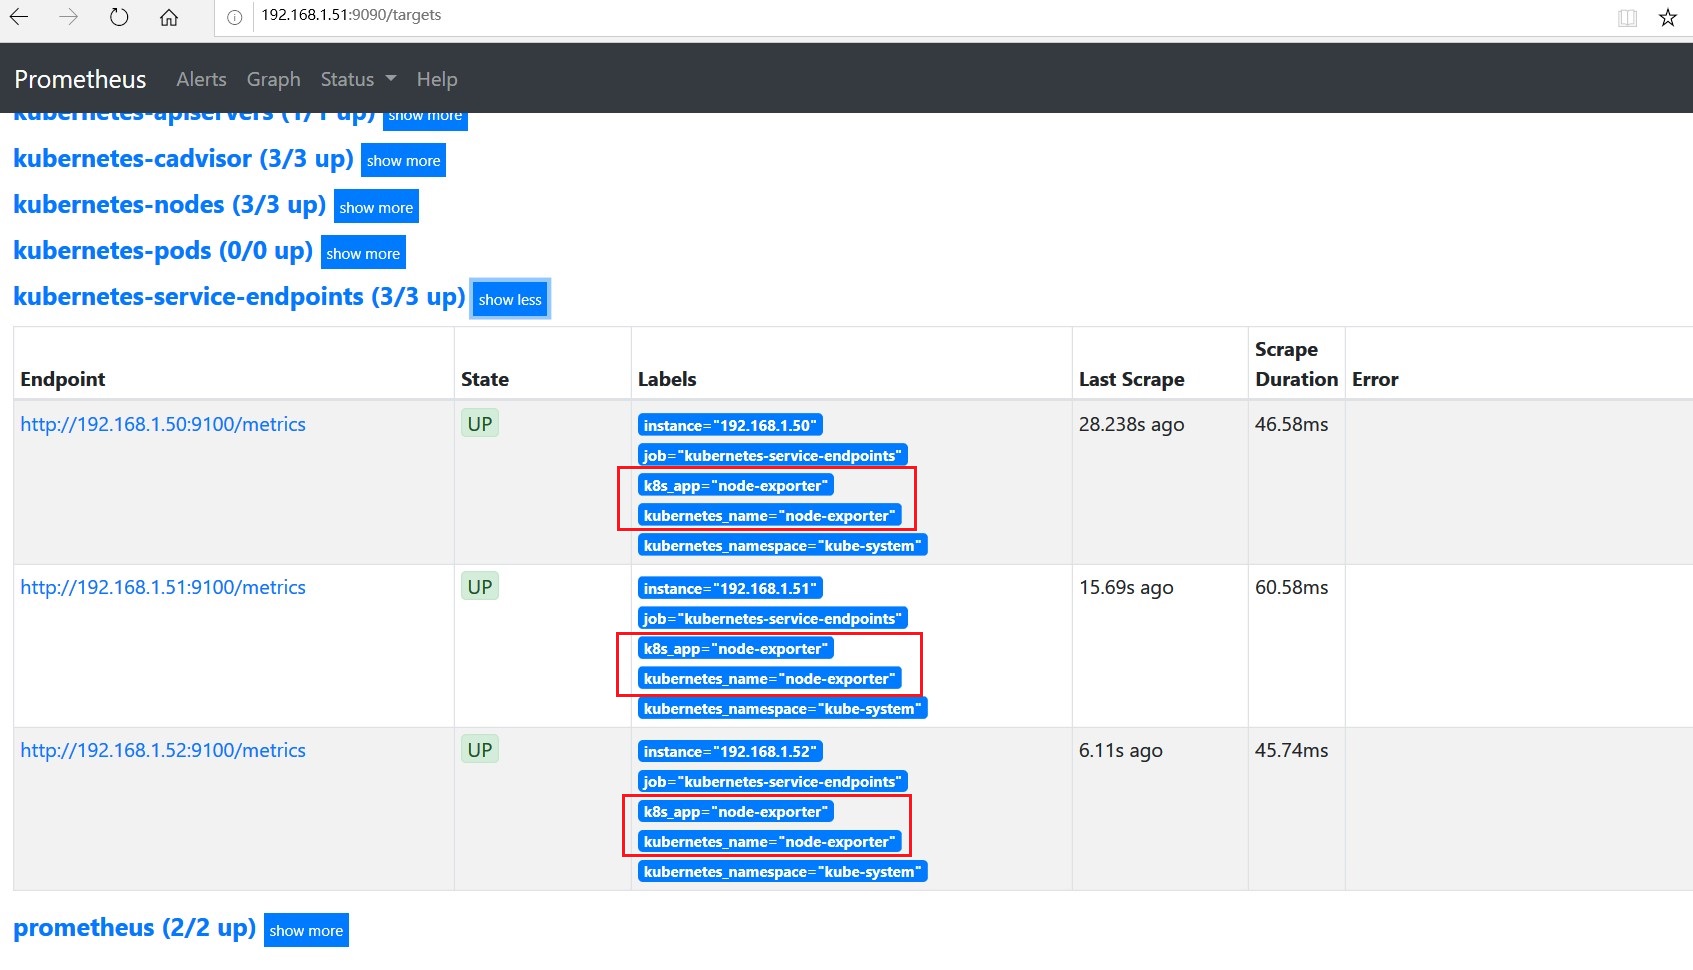 192.168.1.51:9090/targets
Prometheus Alerts Graph Status Help
kubernetes-apiservers (1/1 up) show more
kubernetes-cadvisor (3/3 up) show more
kubernetes-nodes (3/3 up) show more
kubernetes-pods (0/0 up) show more
kubernetes-service-endpoints (3/3 up) show less
Endpoint State Labels Last Scrape Scrape Duration Error
http://192.168.1.50:9100/metrics UP instance="192.168.1.50" 28.238s ago 46.58ms
job="kubernetes-service-endpoints"
k8s_app="node-exporter"
kubernetes_name="node-exporter"
kubernetes_namespace="kube-system"
http://192.168.1.51:9100/metrics UP instance="192.168.1.51" 15.69s ago 60.58ms
job="kubernetes-service-endpoints"
k8s_app="node-exporter"
kubernetes_name="node-exporter"
kubernetes_namespace="kube-system"
http://192.168.1.52:9100/metrics UP instance="192.168.1.52" 6.11s ago 45.74ms
job="kubernetes-service-endpoints"
k8s_app="node-exporter"
kubernetes_name="node-exporter"
kubernetes_namespace="kube-system"
prometheus (2/2 up) show more